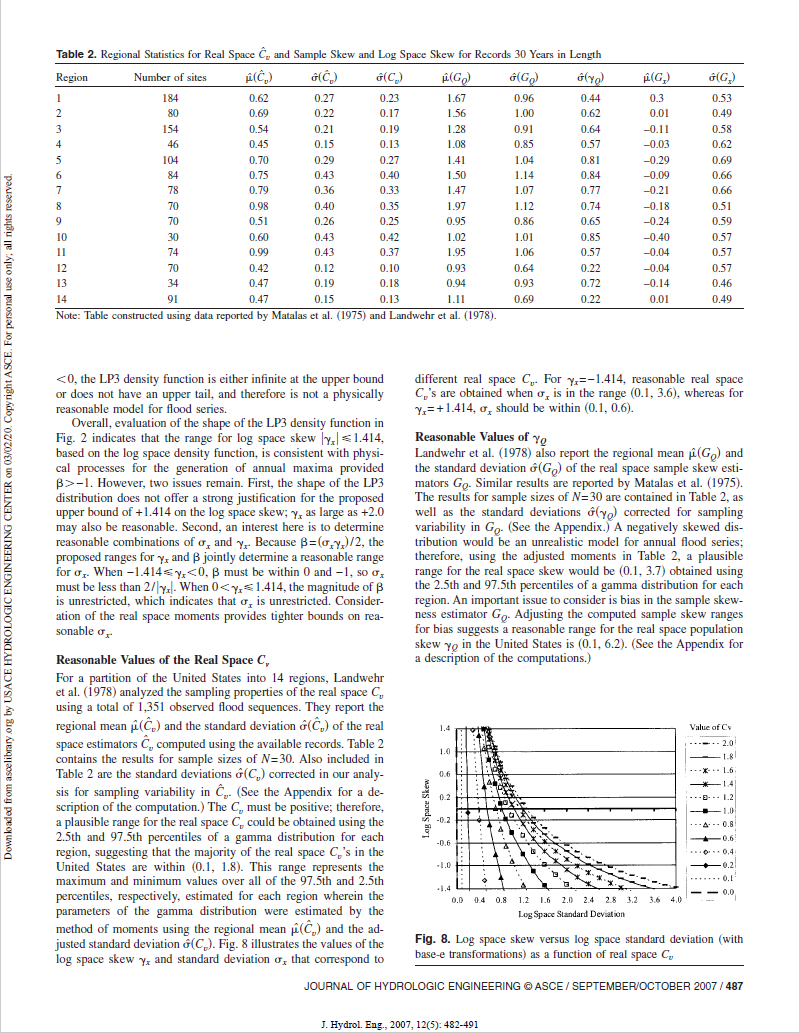 Downloaded from ascelibrary.org by USACE HYDROLOGIC ENGINEERING CENTER on 03/02/20. Copyright ASCE. For personal use only; all rights reserved.
Table 2. Regional Statistics for Real Space Ĉv and Sample Skew and Log Space Skew for Records 30 Years in Length
Region Number of sites μ̂(Ĉv) σ̂(Ĉv) σ̂(Cv) μ̂(GQ) σ̂(GQ) σ̂(γQ) μ̂(Gx) σ̂(Gx)
1 184 0.62 0.27 0.23 1.67 0.96 0.44 0.3 0.53
2 80 0.69 0.22 0.17 1.56 1.00 0.62 0.01 0.49
3 154 0.54 0.21 0.19 1.28 0.91 0.64 −0.11 0.58
4 46 0.45 0.15 0.13 1.08 0.85 0.57 −0.03 0.62
5 104 0.70 0.29 0.27 1.41 1.04 0.81 −0.29 0.69
6 84 0.75 0.43 0.40 1.50 1.14 0.84 −0.09 0.66
7 78 0.79 0.36 0.33 1.47 1.07 0.77 −0.21 0.66
8 70 0.98 0.40 0.35 1.97 1.12 0.74 −0.18 0.51
9 70 0.51 0.26 0.25 0.95 0.86 0.65 −0.24 0.59
10 30 0.60 0.43 0.42 1.02 1.01 0.85 −0.40 0.57
11 74 0.99 0.43 0.37 1.95 1.06 0.57 −0.04 0.57
12 70 0.42 0.12 0.10 0.93 0.64 0.22 −0.04 0.57
13 34 0.47 0.19 0.18 0.94 0.93 0.72 −0.14 0.46
14 91 0.47 0.15 0.13 1.11 0.69 0.22 0.01 0.49
Note: Table constructed using data reported by Matalas et al. (1975) and Landwehr et al. (1978).
<0, the LP3 density function is either infinite at the upper bound
or does not have an upper tail, and therefore is not a physically
reasonable model for flood series.
Overall, evaluation of the shape of the LP3 density function in
Fig. 2 indicates that the range for log space skew |γx| ≤ 1.414,
based on the log space density function, is consistent with physi-
cal processes for the generation of annual maxima provided
β>−1. However, two issues remain. First, the shape of the LP3
distribution does not offer a strong justification for the proposed
upper bound of +1.414 on the log space skew; γx as large as +2.0
may also be reasonable. Second, an interest here is to determine
reasonable combinations of σx and γx. Because β=(σxγx)/2, the
proposed ranges for γx and β jointly determine a reasonable range
for σx. When −1.414≤γx<0, β must be within 0 and −1, so σx
must be less than 2/|γx|. When 0<γx≤1.414, the magnitude of β
is unrestricted, which indicates that σx is unrestricted. Consider-
ation of the real space moments provides tighter bounds on rea-
sonable σx.
Reasonable Values of the Real Space Cv
For a partition of the United States into 14 regions, Landwehr
et al. (1978) analyzed the sampling properties of the real space Cv
using a total of 1,351 observed flood sequences. They report the
regional mean μ̂(Ĉv) and the standard deviation σ̂(Ĉv) of the real
space estimators Ĉv computed using the available records. Table 2
contains the results for sample sizes of N=30. Also included in
Table 2 are the standard deviations σ̂(Cv) corrected in our analy-
sis for sampling variability in Ĉv. (See the Appendix for a de-
scription of the computation.) The Cv must be positive; therefore,
a plausible range for the real space Cv could be obtained using the
2.5th and 97.5th percentiles of a gamma distribution for each
region, suggesting that the majority of the real space Cv's in the
United States are within (0.1, 1.8). This range represents the
maximum and minimum values over all of the 97.5th and 2.5th
percentiles, respectively, estimated for each region wherein the
parameters of the gamma distribution were estimated by the
method of moments using the regional mean μ̂(Ĉv) and the ad-
justed standard deviation σ̂(Cv). Fig. 8 illustrates the values of the
log space skew γx and standard deviation σx that correspond to
different real space Cv. For γx=−1.414, reasonable real space
Cv's are obtained when σx is in the range (0.1, 3.6), whereas for
γx=+1.414, σx should be within (0.1, 0.6).
Reasonable Values of γQ
Landwehr et al. (1978) also report the regional mean μ̂(GQ) and
the standard deviation σ̂(GQ) of the real space sample skew esti-
mators GQ. Similar results are reported by Matalas et al. (1975).
The results for sample sizes of N=30 are contained in Table 2, as
well as the standard deviations σ̂(γQ) corrected for sampling
variability in GQ. (See the Appendix.) A negatively skewed dis-
tribution would be an unrealistic model for annual flood series;
therefore, using the adjusted moments in Table 2, a plausible
range for the real space skew would be (0.1, 3.7) obtained using
the 2.5th and 97.5th percentiles of a gamma distribution for each
region. An important issue to consider is bias in the sample skew-
ness estimator GQ. Adjusting the computed sample skew ranges
for bias suggests a reasonable range for the real space population
skew γQ in the United States is (0.1, 6.2). (See the Appendix for
a description of the computations.)
Log Space Skew
1.4
1.0
0.6
0.2
-0.2
-0.6
-1.0
-1.4
0.0 0.4 0.8 1.2 1.6 2.0 2.4 2.8 3.2 3.6 4.0
Log Space Standard Deviation
Value of Cv
2.0
1.8
1.6
1.4
1.2
1.0
0.8
0.6
0.4
0.2
0.1
0.0
Fig. 8. Log space skew versus log space standard deviation (with
base-e transformations) as a function of real space Cv
JOURNAL OF HYDROLOGIC ENGINEERING © ASCE / SEPTEMBER/OCTOBER 2007 / 487
J. Hydrol. Eng., 2007, 12(5): 482-491